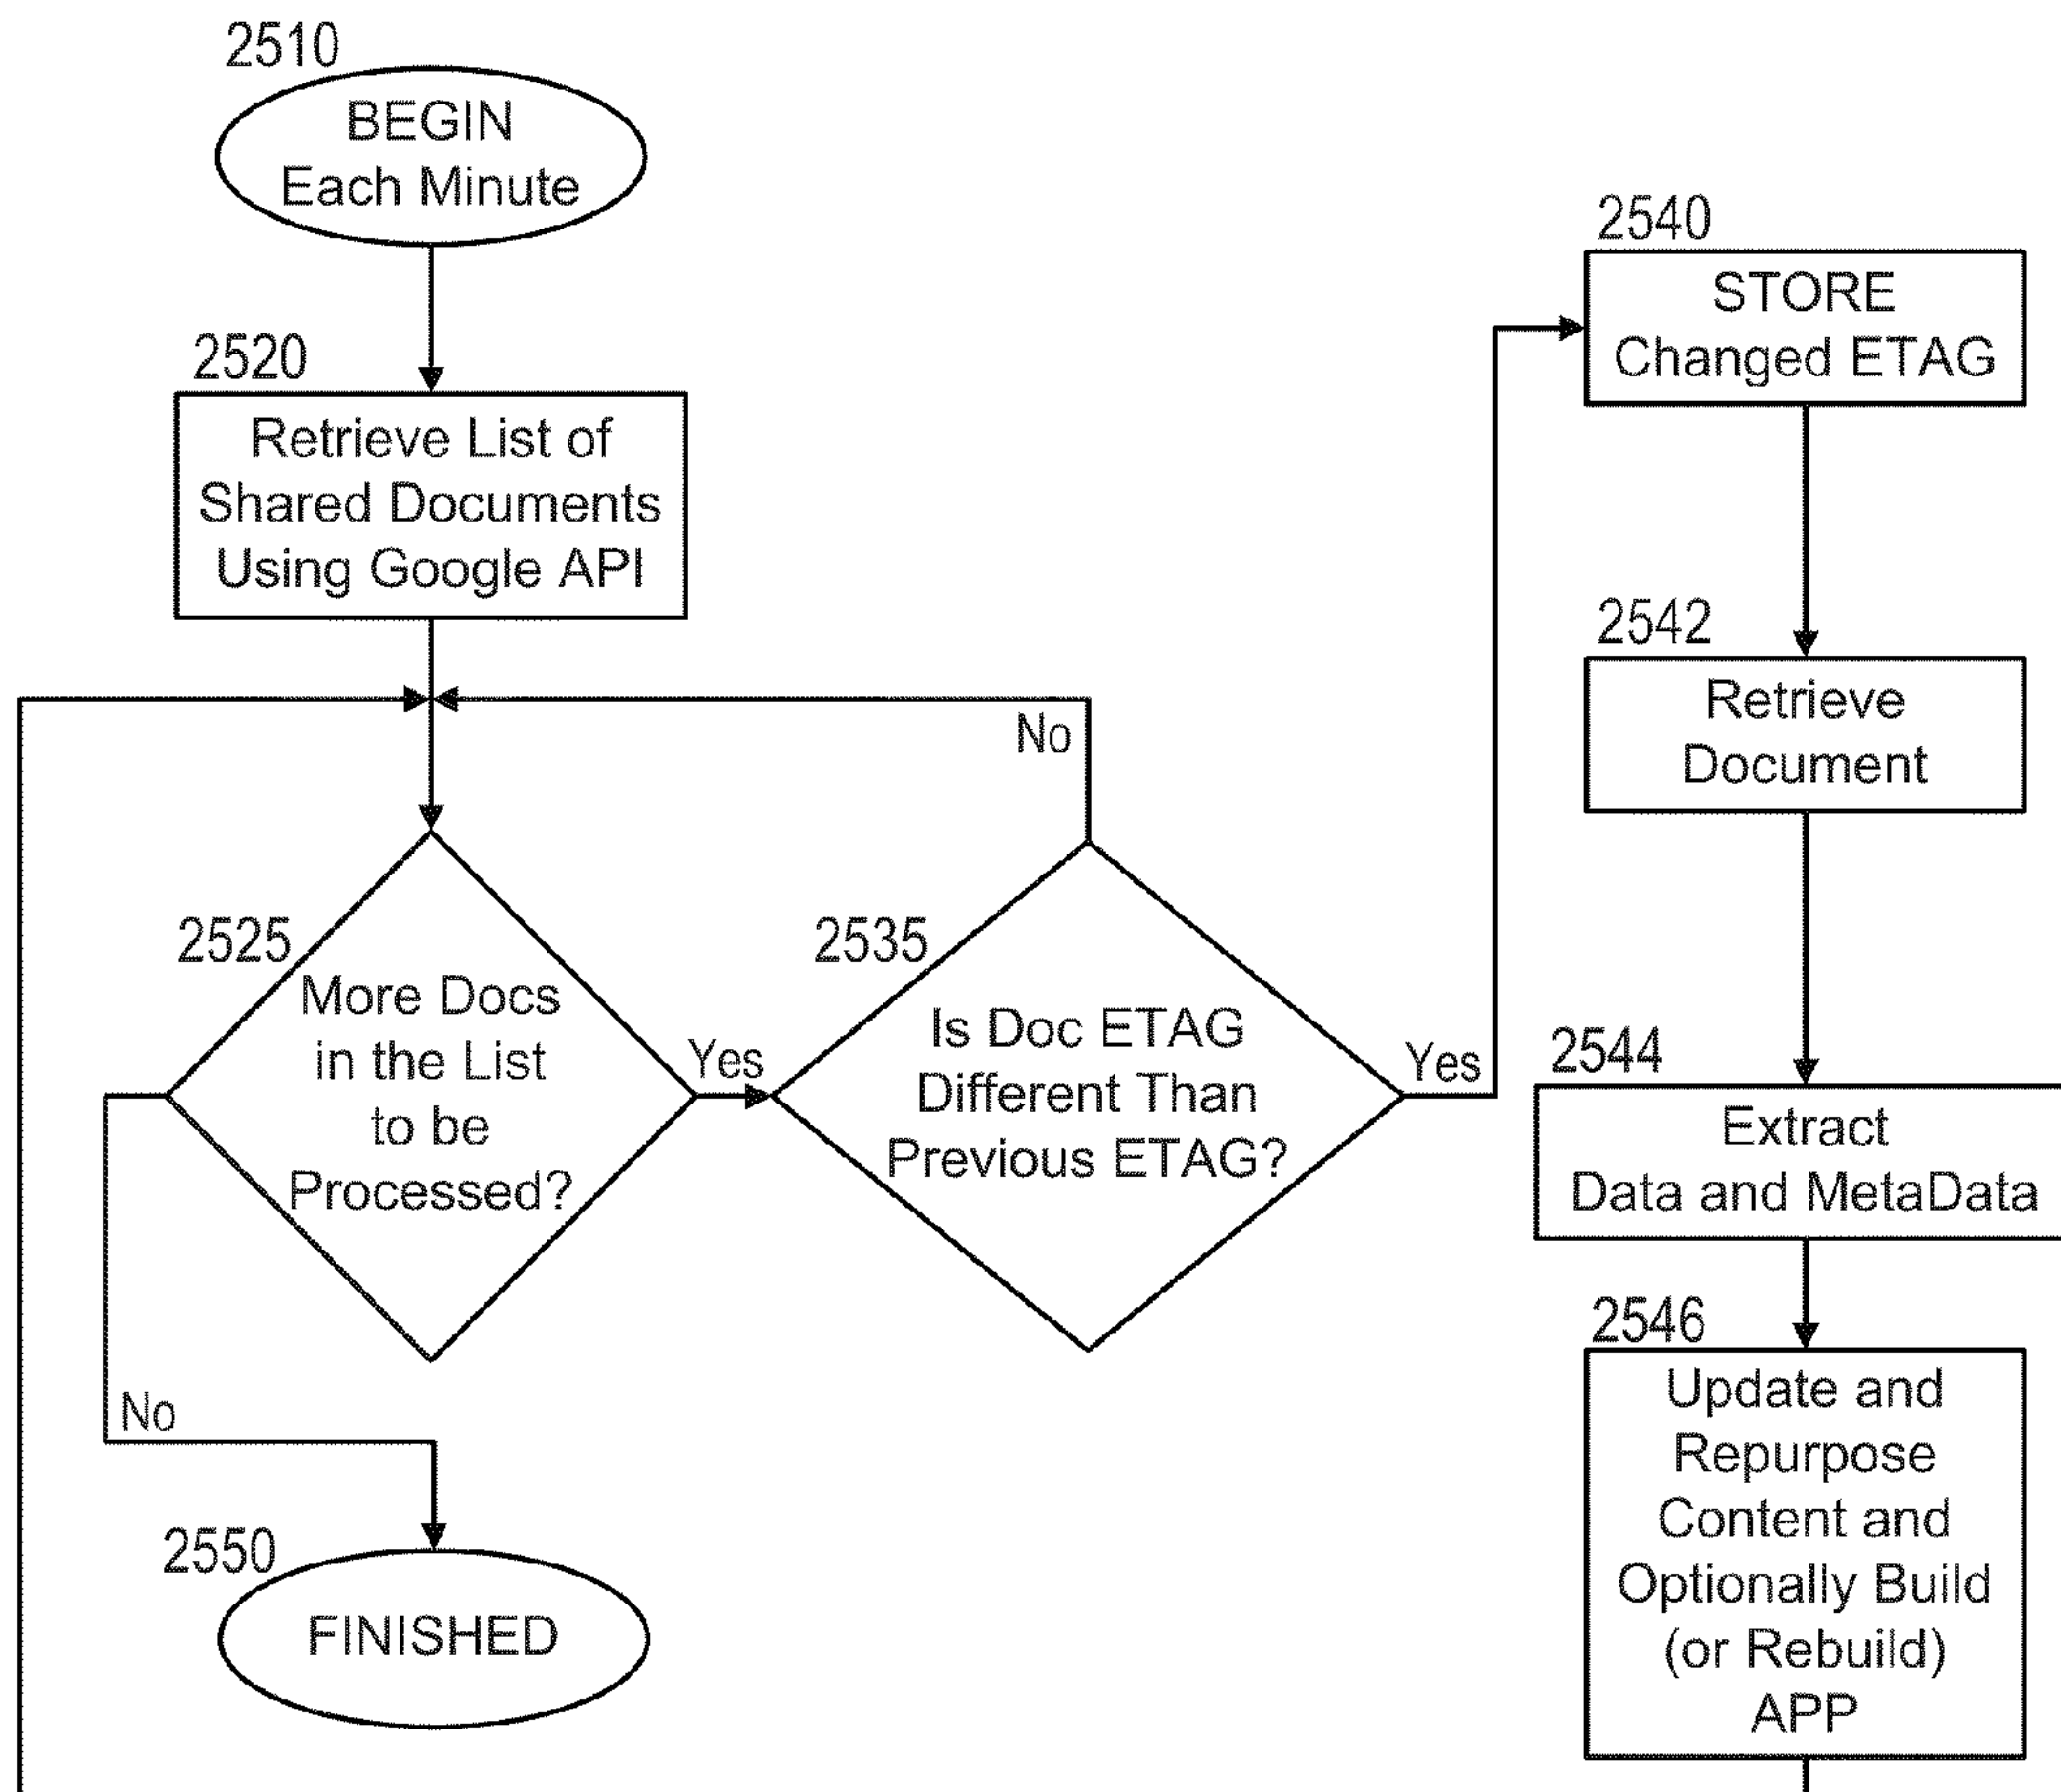 2510
BEGIN
Each Minute
2520
Retrieve List of
Shared Documents
Using Google API
No
2525
More Docs
in the List
to be
Processed?
Yes
No
2535
Is Doc ETAG
Different Than
Previous ETAG?
Yes
2550
FINISHED
2540
STORE
Changed ETAG
2542
Retrieve
Document
2544
Extract
Data and MetaData
2546
Update and
Repurpose
Content and
Optionally Build
(or Rebuild)
APP